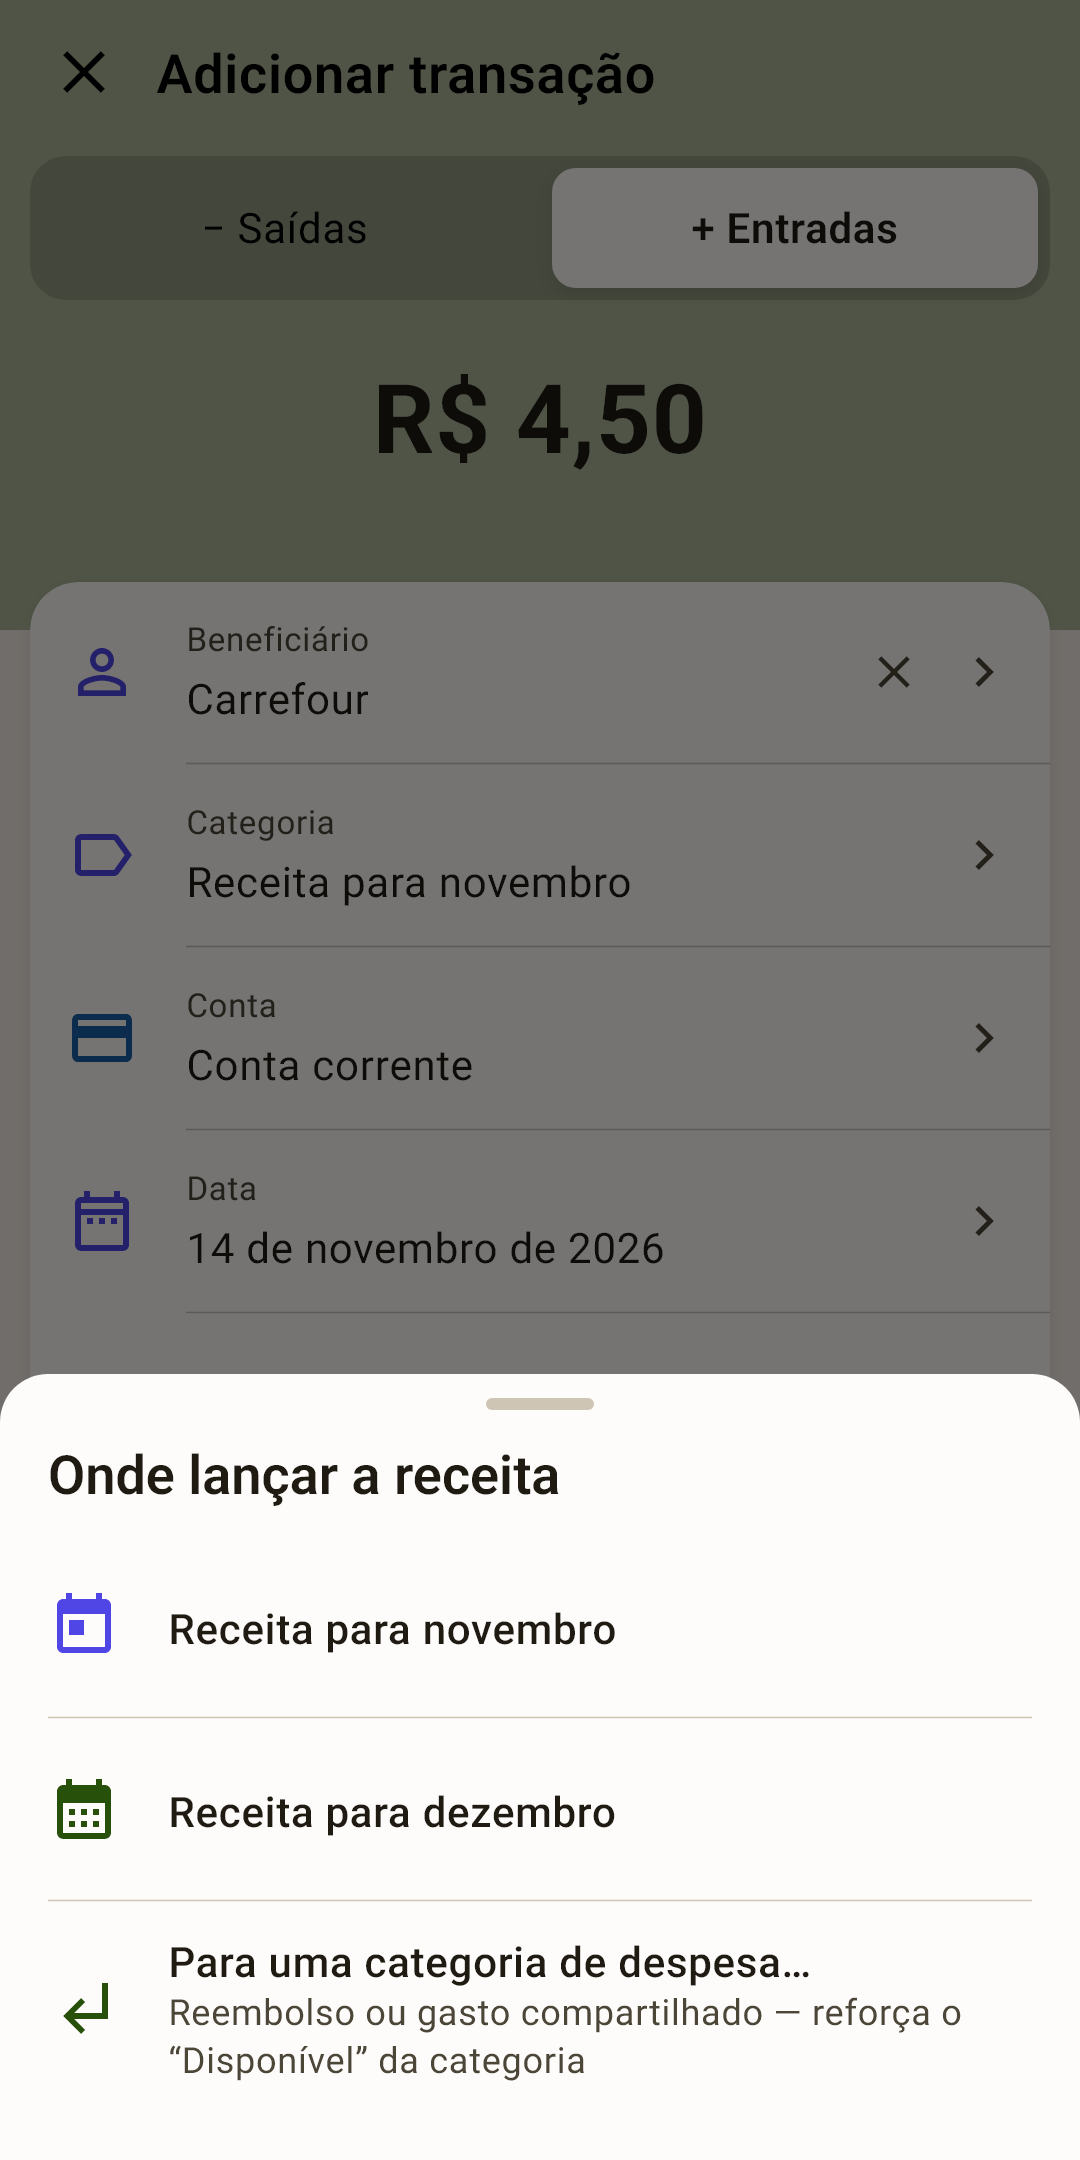 Adicionar transação
− Saídas
+ Entradas
R$ 4,50
Beneficiário
Carrefour
Categoria
Receita para novembro
Conta
Conta corrente
Data
14 de novembro de 2026
Onde lançar a receita
Receita para novembro
Receita para dezembro
Para uma categoria de despesa…
Reembolso ou gasto compartilhado — reforça o
“Disponível” da categoria